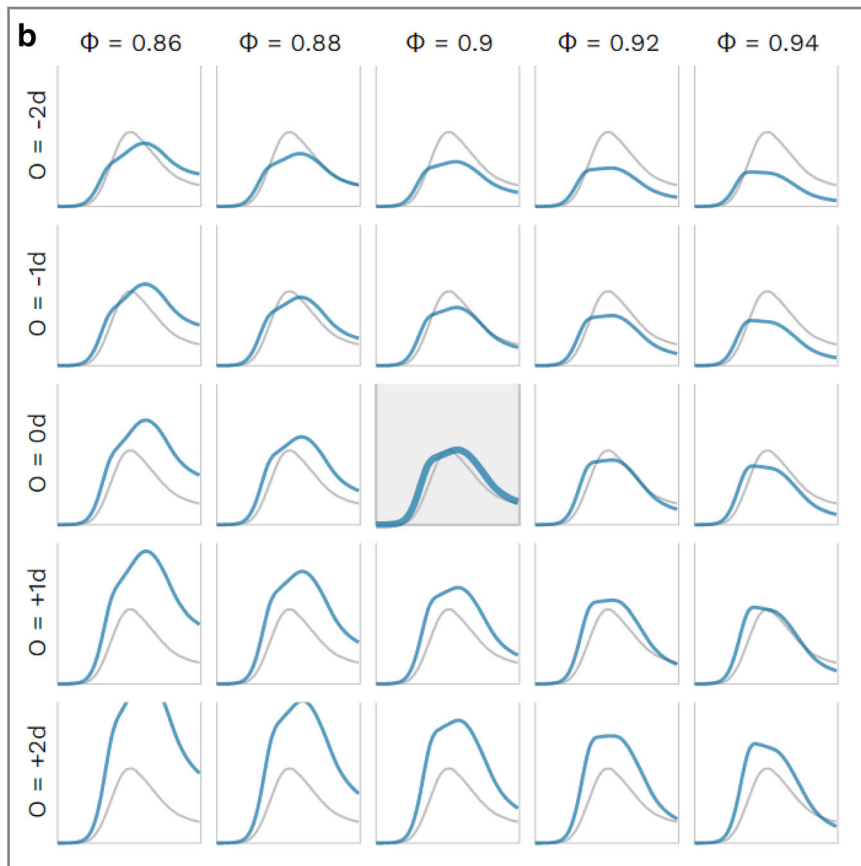 b
Φ = 0.86
Φ = 0.88
Φ = 0.9
Φ = 0.92
Φ = 0.94
O = -2d
O = -1d
O = 0d
O = +1d
O = +2d